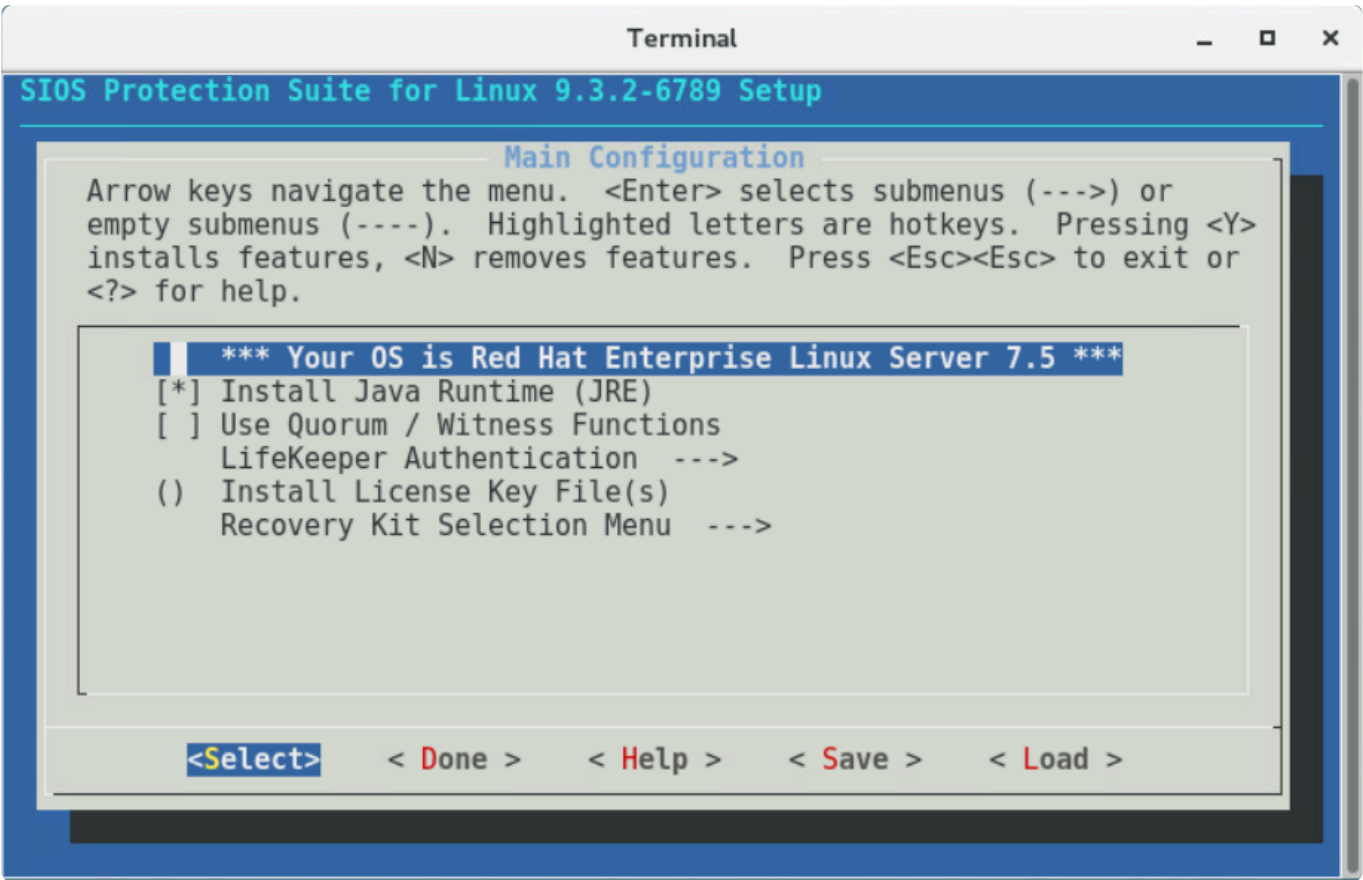 Terminal
SIOS Protection Suite for Linux 9.3.2-6789 Setup
Main Configuration
Arrow keys navigate the menu.  <Enter> selects submenus (--->) or
empty submenus (----).  Highlighted letters are hotkeys.  Pressing <Y>
installs features, <N> removes features.  Press <Esc><Esc> to exit or
<?> for help.
*** Your OS is Red Hat Enterprise Linux Server 7.5 ***
[*] Install Java Runtime (JRE)
[ ] Use Quorum / Witness Functions
LifeKeeper Authentication  --->
()  Install License Key File(s)
Recovery Kit Selection Menu  --->
<Select>    < Done >    < Help >    < Save >    < Load >